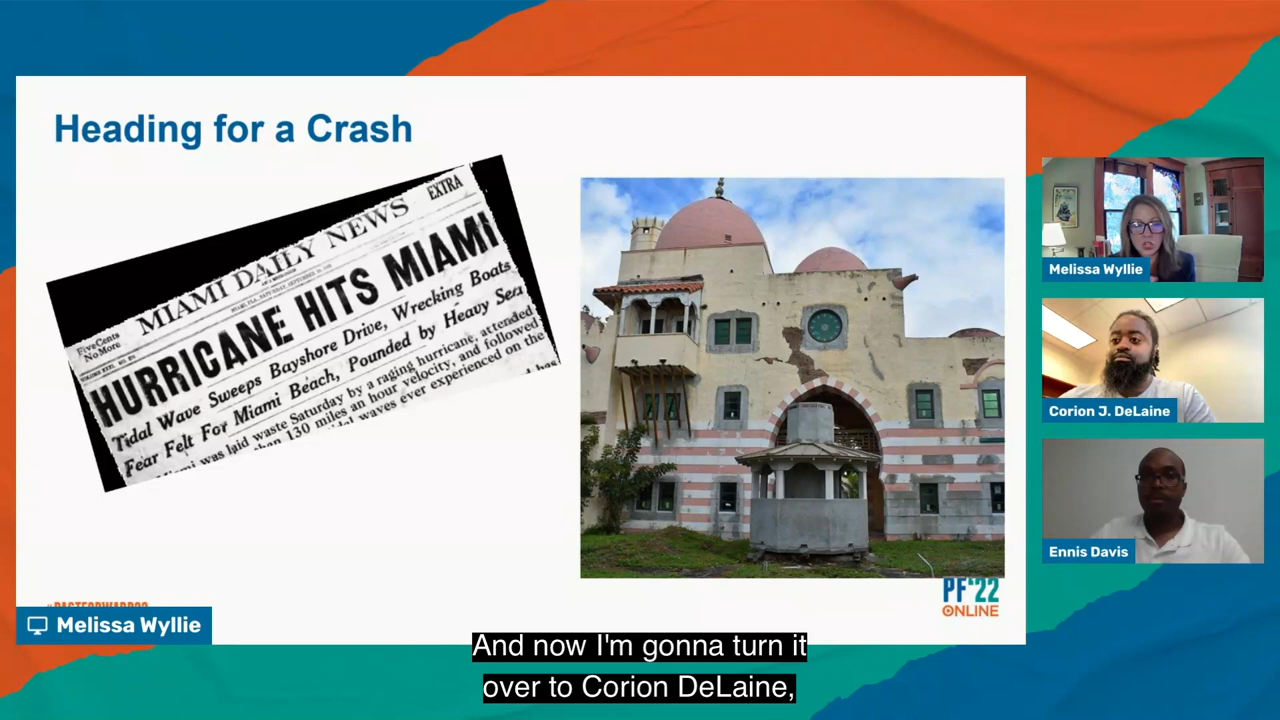 Heading for a Crash
EXTRA
MIAMI DAILY NEWS
Five Cents
No More
HURRICANE HITS MIAMI
Tidal Wave Sweeps Bayshore Drive, Wrecking Boats
Fear Felt For Miami Beach, Pounded by Heavy Sea
was laid waste Saturday by a raging hurricane, attended
than 130 miles an hour velocity, and followed
waves ever experienced on the
has
Melissa Wyllie
Corion J. DeLaine
Ennis Davis
PF'22
ONLINE
Melissa Wyllie
And now I'm gonna turn it
over to Corion DeLaine,